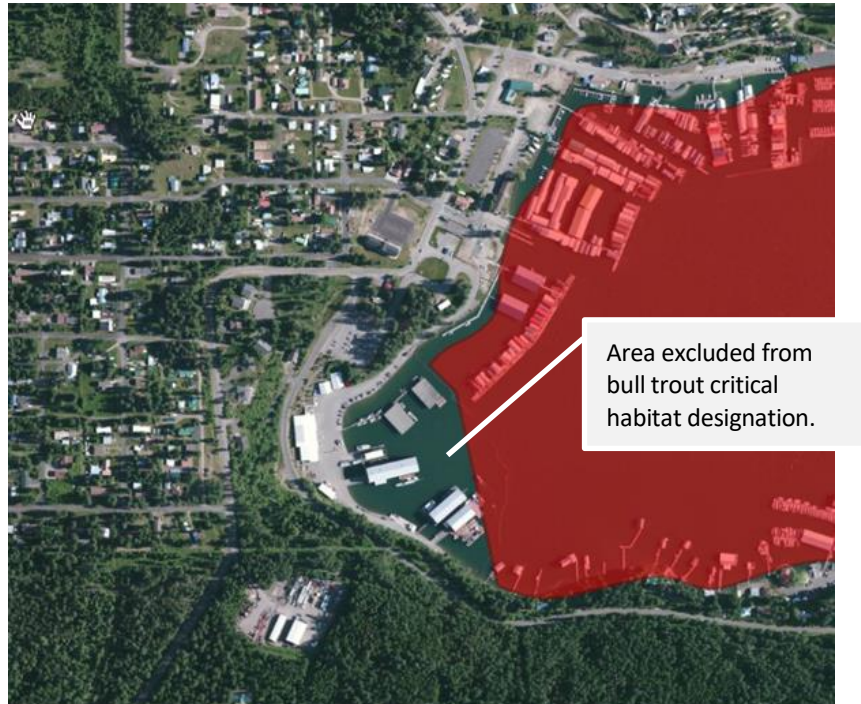 Area excluded from
bull trout critical
habitat designation.